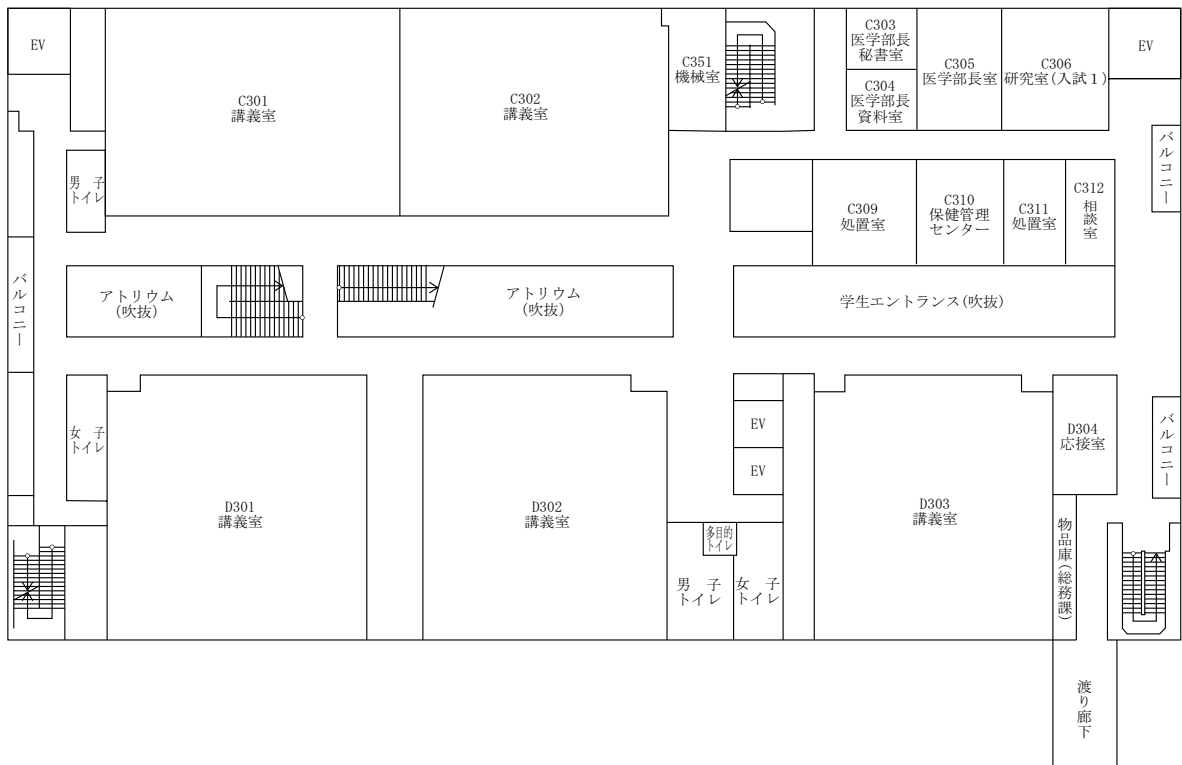 EV
C301
講義室
C302
講義室
C351
機械室
C303
医学部長
秘書室
C304
医学部長
資料室
C305
医学部長室
C306
研究室(入試１)
EV
バルコニー
男　子
トイレ
C309
処置室
C310
保健管理
センター
C311
処置室
C312
相談室
バルコニー
アトリウム
(吹抜)
アトリウム
(吹抜)
学生エントランス(吹抜)
女　子
トイレ
D301
講義室
D302
講義室
EV
EV
多目的
トイレ
男　子
トイレ
女　子
トイレ
D303
講義室
D304
応接室
バルコニー
物品庫(総務課)
渡り廊下